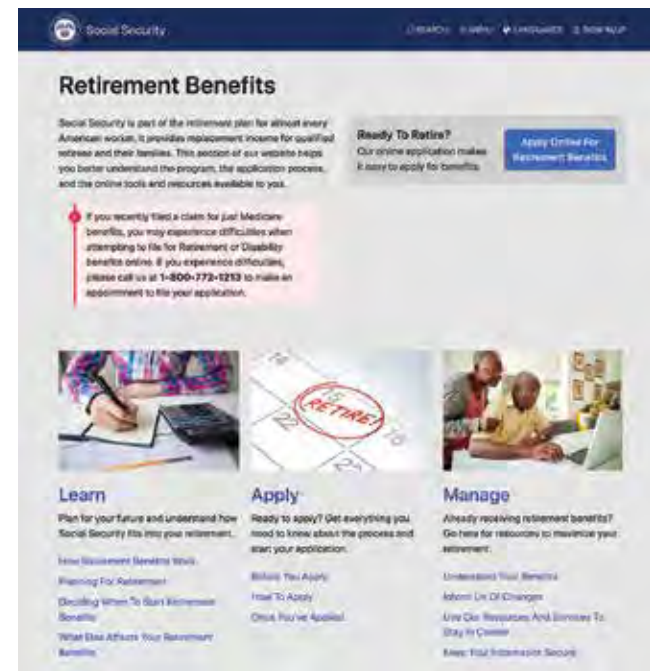 Social Security
SEARCH MENU LANGUAGES SIGN IN/UP
Retirement Benefits
Social Security is part of the retirement plan for almost every
American worker. It provides replacement income for qualified
retirees and their families. This section of our website helps
you better understand the program, the application process,
and the online tools and resources available to you.
Ready To Retire?
Our online application makes
it easy to apply for benefits.
Apply Online For
Retirement Benefits
If you recently filed a claim for just Medicare
benefits, you may experience difficulties when
attempting to file for Retirement or Disability
benefits online. If you experience difficulties,
please call us at 1-800-772-1213 to make an
appointment to file your application.
14
15
16
RETIRE!
22
23
Learn
Plan for your future and understand how
Social Security fits into your retirement.
How Retirement Benefits Work
Planning For Retirement
Deciding When To Start Retirement
Benefits
What Else Affects Your Retirement
Benefits
Apply
Ready to apply? Get everything you
need to know about the process and
start your application.
Before You Apply
How To Apply
Once You've Applied
Manage
Already receiving retirement benefits?
Go here for resources to maximize your
retirement.
Understand Your Benefits
Inform Us Of Changes
Use Our Resources And Services To
Stay In Control
Keep Your Information Secure